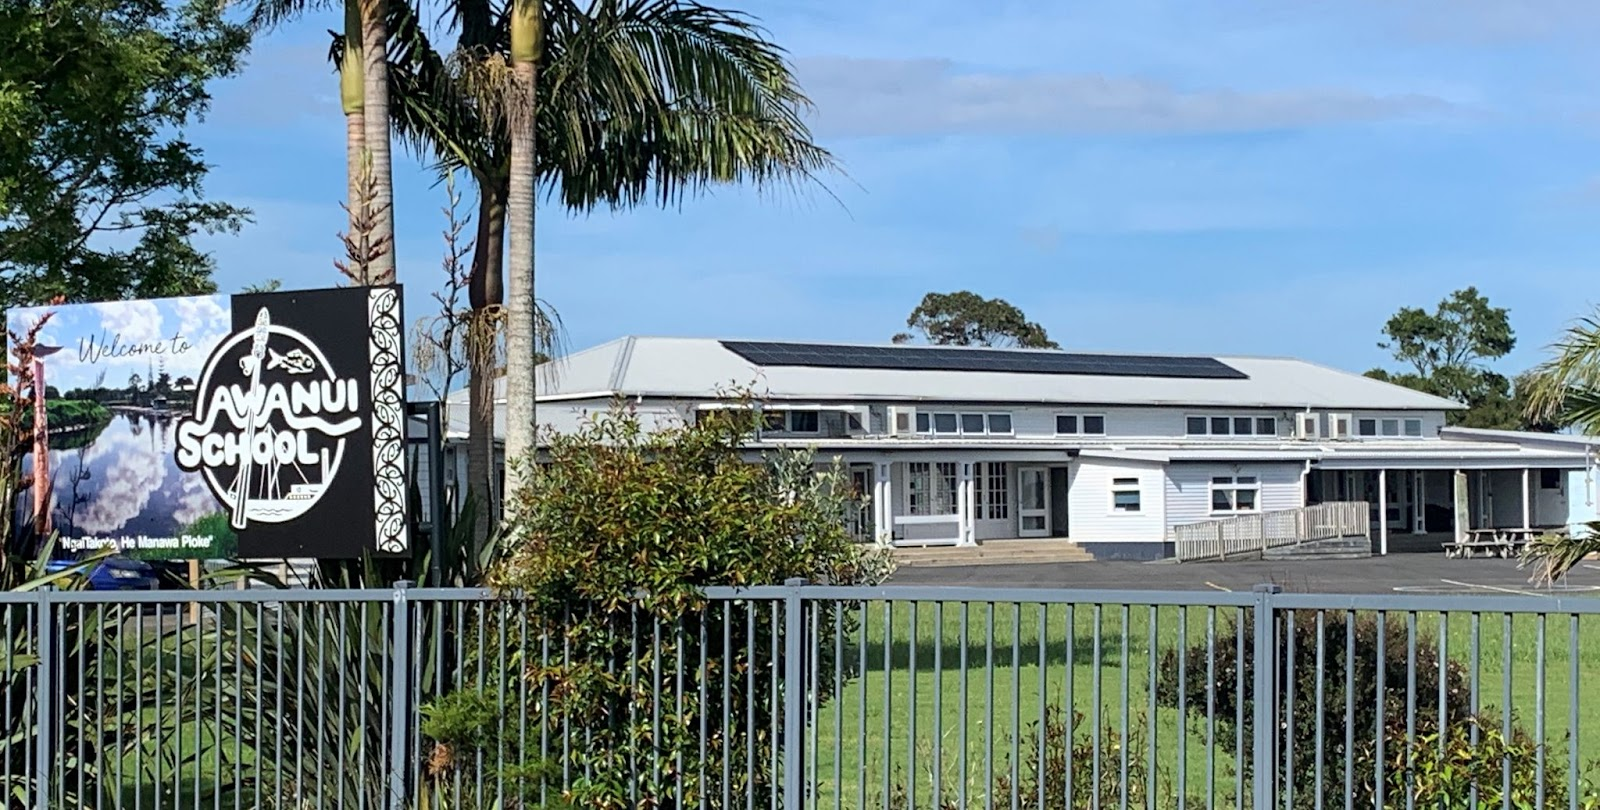 Welcome to
AWANUI
SCHOOL
"NgaiTakoto, He Manawa Pioke"